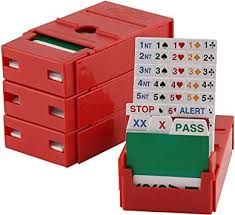 1NT 1♠ 1♥ 1♦ 1♣
2NT 2♠ 2♥ 2♦ 2♣
3NT 3♠ 3♥ 3♦ 3♣
4NT 4♠ 4♥ 4♦ 4♣
5NT 5♠ 5♥ 5♦ 5♣
STOP ALERT
XX X PASS